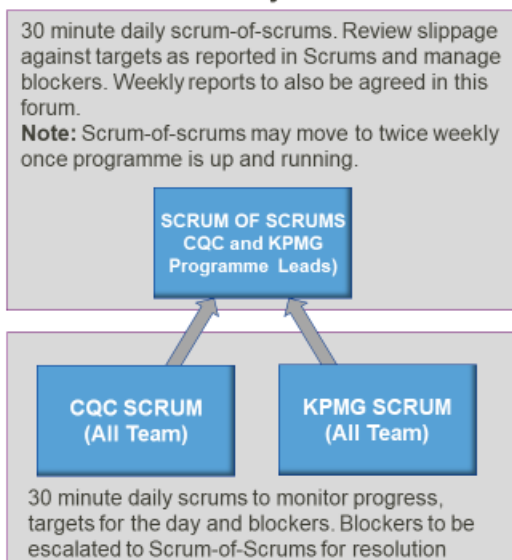 30 minute daily scrum-of-scrums. Review slippage
against targets as reported in Scrums and manage
blockers. Weekly reports to also be agreed in this
forum.
Note: Scrum-of-scrums may move to twice weekly
once programme is up and running.
SCRUM OF SCRUMS
CQC and KPMG
Programme Leads)
CQC SCRUM
(All Team)
KPMG SCRUM
(All Team)
30 minute daily scrums to monitor progress,
targets for the day and blockers. Blockers to be
escalated to Scrum-of-Scrums for resolution